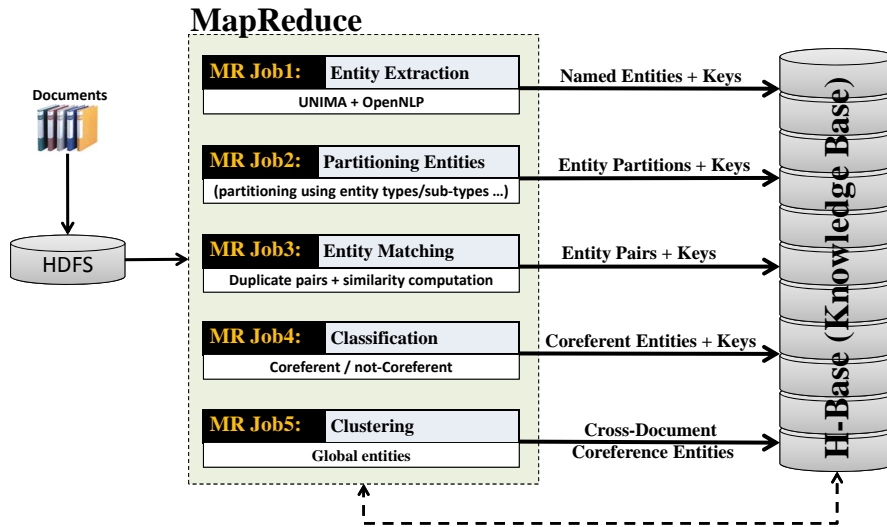 MapReduce
Documents
HDFS
MR Job1: Entity Extraction
UNIMA + OpenNLP
Named Entities + Keys
MR Job2: Partitioning Entities
(partitioning using entity types/sub-types ...)
Entity Partitions + Keys
MR Job3: Entity Matching
Duplicate pairs + similarity computation
Entity Pairs + Keys
MR Job4: Classification
Coreferent / not-Coreferent
Coreferent Entities + Keys
MR Job5: Clustering
Global entities
Cross-Document
Coreference Entities
H-Base (Knowledge Base)